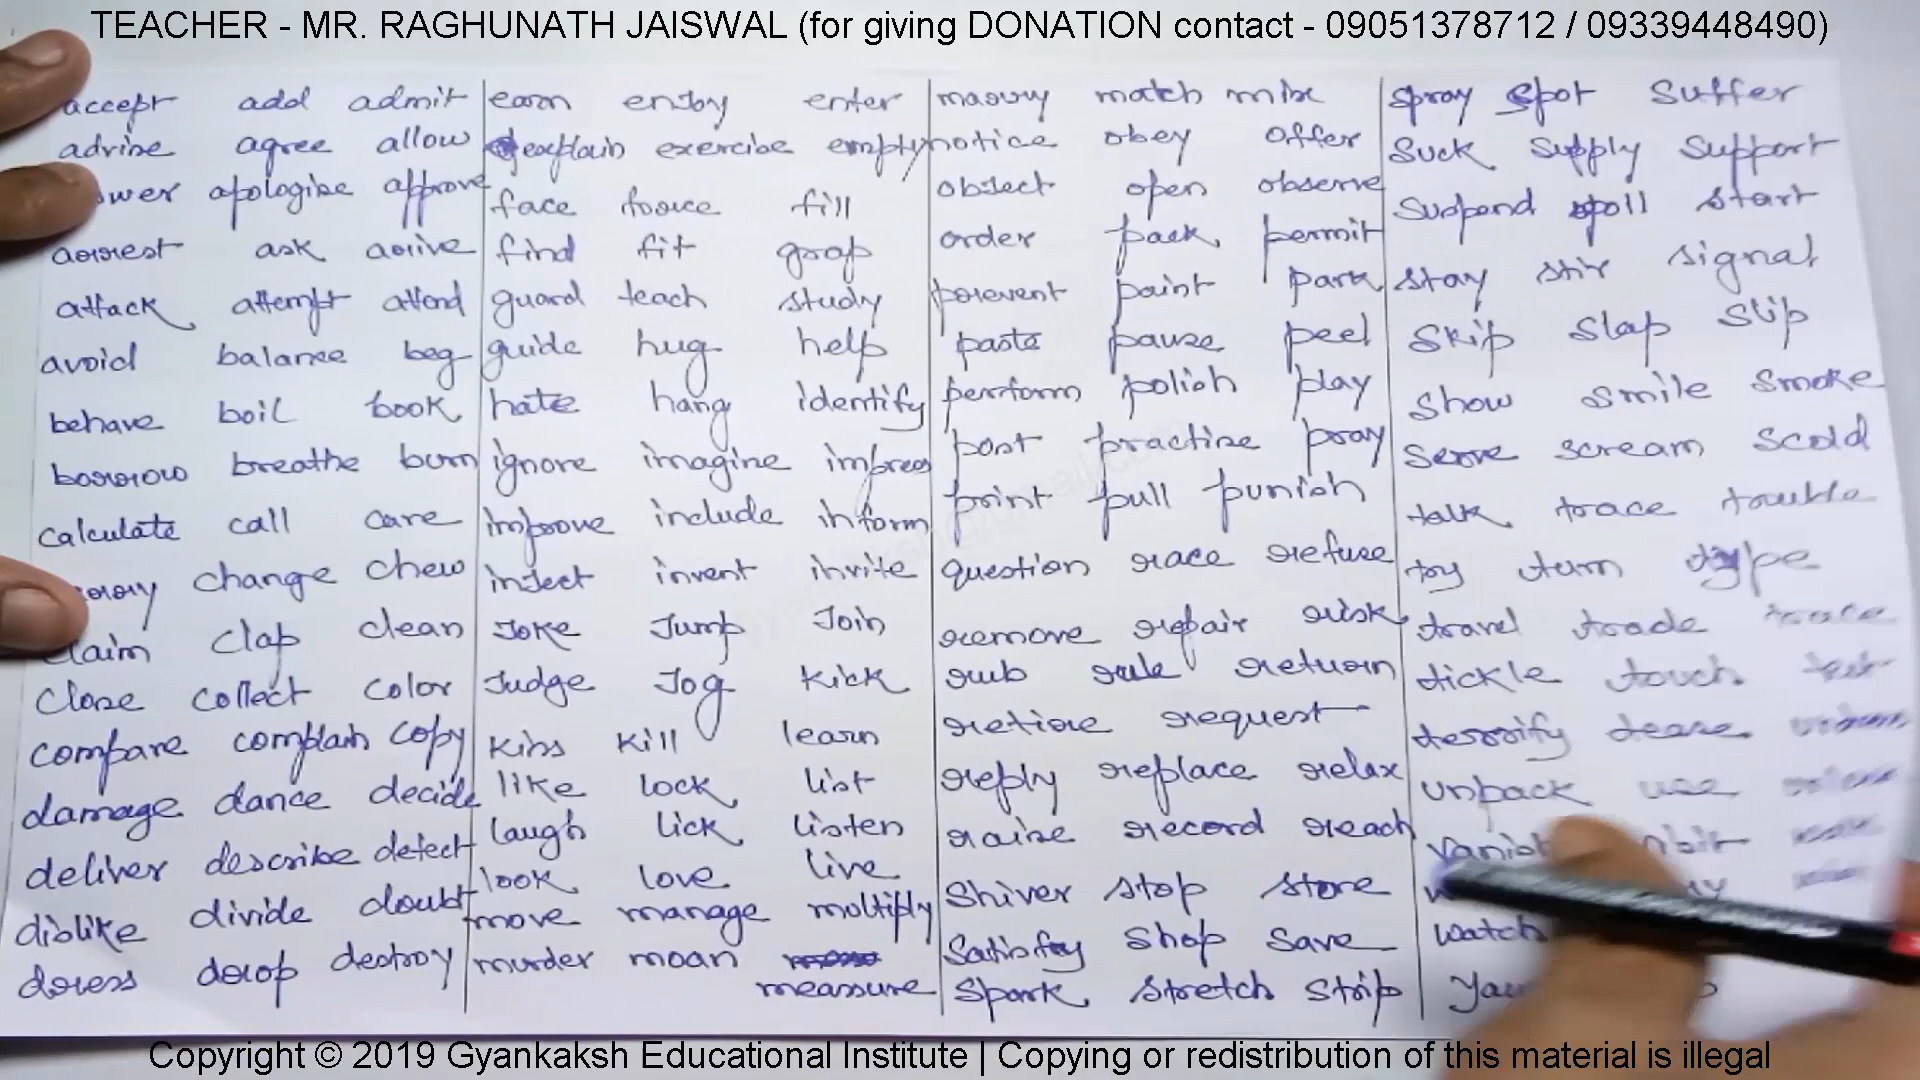 TEACHER - MR. RAGHUNATH JAISWAL (for giving DONATION contact - 09051378712 / 09339448490)
accept add admit
advise agree allow
wer apologise approve
arrest ask arrive
attack attempt attend
avoid balance beg
behave boil book
borrow breathe burn
calculate call care
change chew
claim clap clean
close collect color
compare complain copy
damage dance decide
deliver describe detect
dislike divide doubt
dress drop destroy
earn enjoy enter
explain exercise empty
face force fill
find fit grab
guard teach study
guide hug help
hate hang identify
ignore imagine impress
improve include inform
inject invent invite
Joke Jump Join
Judge Jog kick
kiss kill learn
like lock list
laugh lick listen
look love live
move manage multiply
murder moan
meassure
marry match mix
notice obey offer
object open observe
order pack permit
prevent paint park
paste pause peel
perform polish play
post practise pray
print pull punish
question race refuse
remove repair risk
rub rule return
retire request
reply replace relax
raise record reach
Shiver stop store
Satisfy shop save
Spark stretch strip
spray spot suffer
Suck supply support
Suspend spoll start
stay stir signal
Skip slap slip
show smile smoke
serve scream scold
talk trace trouble
try turn type
travel trade
tickle touch
terrify tease
unpack use
watch
Copyright © 2019 Gyankaksh Educational Institute | Copying or redistribution of this material is illegal